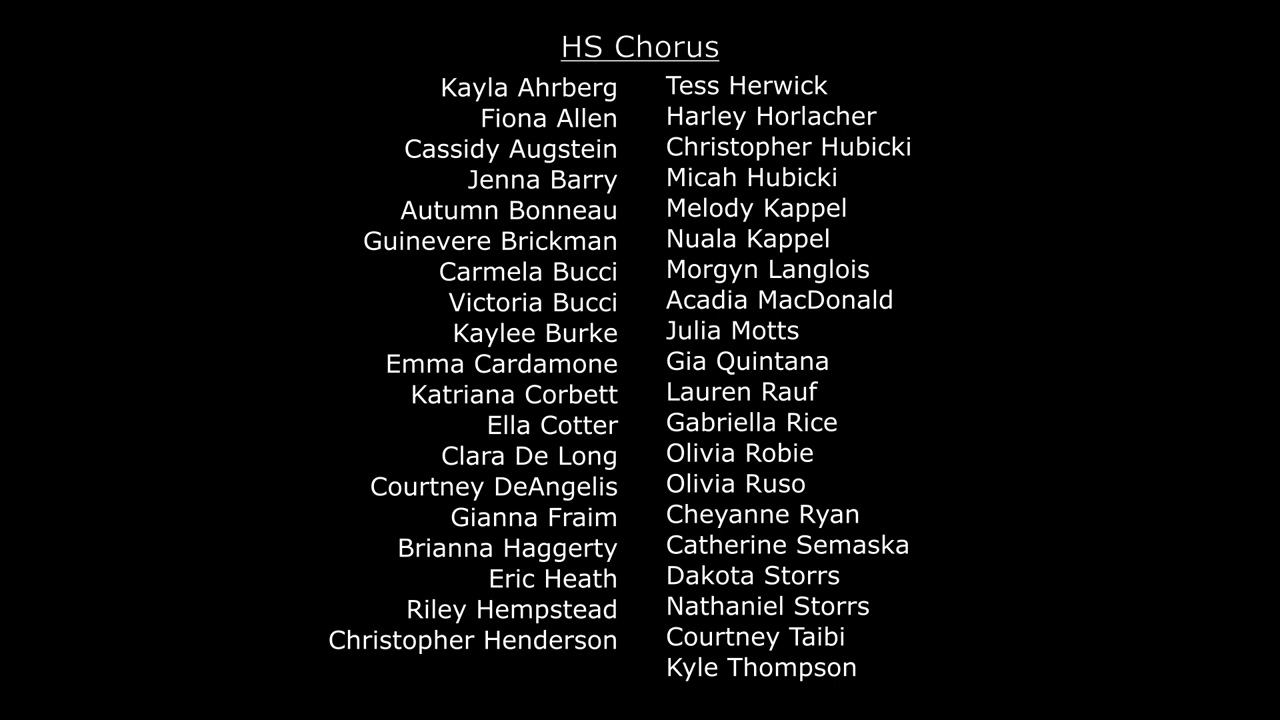 HS Chorus
Kayla Ahrberg
Fiona Allen
Cassidy Augstein
Jenna Barry
Autumn Bonneau
Guinevere Brickman
Carmela Bucci
Victoria Bucci
Kaylee Burke
Emma Cardamone
Katriana Corbett
Ella Cotter
Clara De Long
Courtney DeAngelis
Gianna Fraim
Brianna Haggerty
Eric Heath
Riley Hempstead
Christopher Henderson
Tess Herwick
Harley Horlacher
Christopher Hubicki
Micah Hubicki
Melody Kappel
Nuala Kappel
Morgyn Langlois
Acadia MacDonald
Julia Motts
Gia Quintana
Lauren Rauf
Gabriella Rice
Olivia Robie
Olivia Ruso
Cheyanne Ryan
Catherine Semaska
Dakota Storrs
Nathaniel Storrs
Courtney Taibi
Kyle Thompson